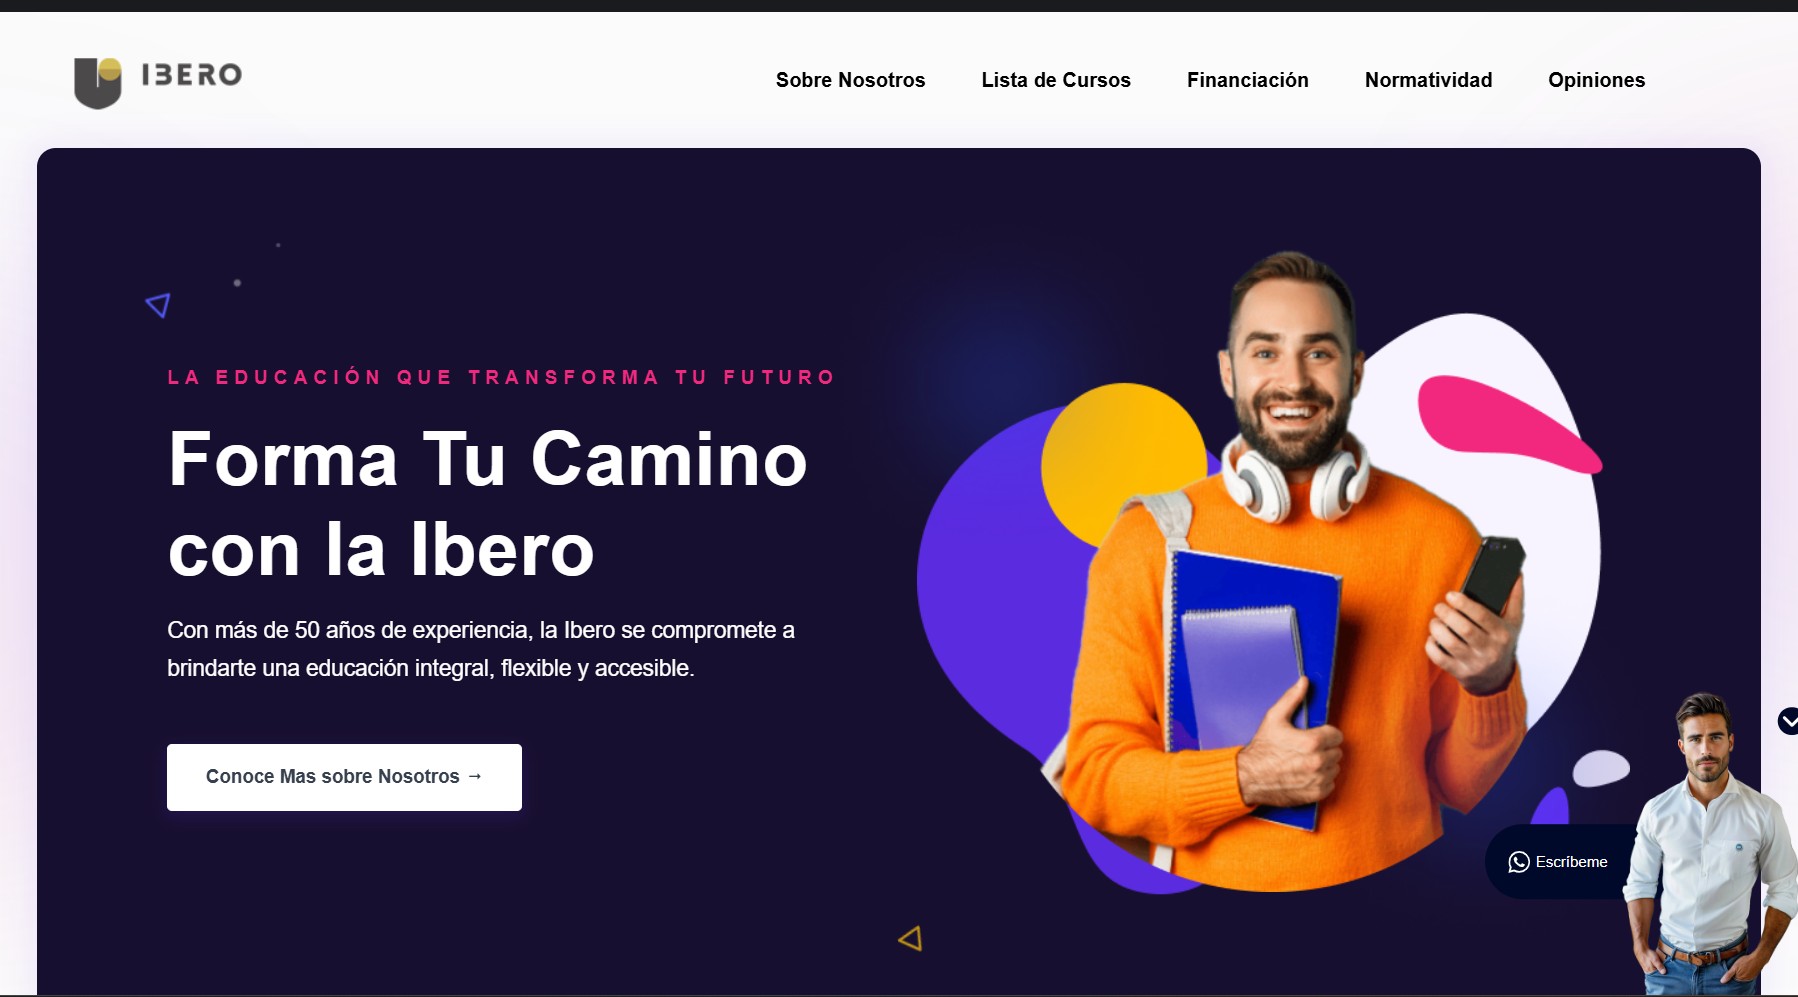 IBERO
Sobre Nosotros
Lista de Cursos
Financiación
Normatividad
Opiniones
LA EDUCACIÓN QUE TRANSFORMA TU FUTURO
Forma Tu Camino
con la Ibero
Con más de 50 años de experiencia, la Ibero se compromete a
brindarte una educación integral, flexible y accesible.
Conoce Mas sobre Nosotros →
Escríbeme